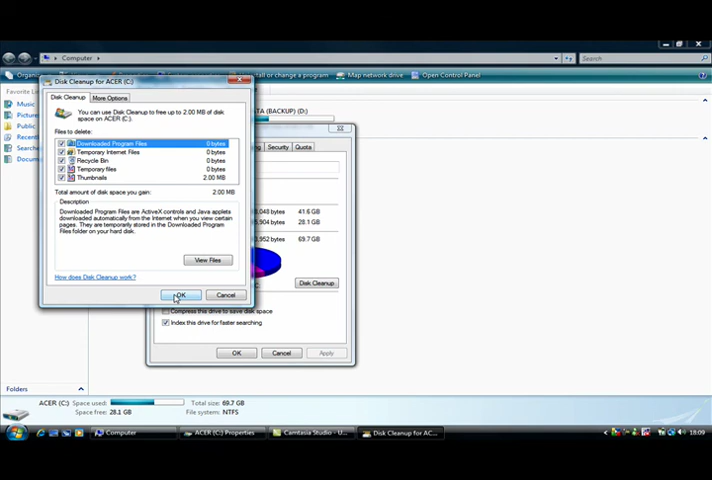 Computer
Search
Install or change a program
Map network drive
Open Control Panel
Favorite
Music
Public
Disk Cleanup for ACER (C:)
Disk Cleanup
More Options
You can use Disk Cleanup to free up to 2.00 MB of disk
space on ACER (C:)
Files to delete:
Downloaded Program Files 0 bytes
Temporary Internet Files 0 bytes
Recycle Bin 0 bytes
Temporary files 0 bytes
Thumbnails 2.00 MB
Total amount of disk space you gain: 2.00 MB
Description
Downloaded Program Files are ActiveX controls and Java applets
downloaded automatically from the Internet when you view certain
pages. They are temporarily stored in the Downloaded Program
Files folder on your hard disk.
View Files
How does Disk Cleanup work?
OK
Cancel
(BACKUP) (D:)
Security
Quota
bytes 41.6 GB
bytes 28.1 GB
bytes 69.7 GB
Disk Cleanup
Compress this drive to save disk space
Index this drive for faster searching
OK
Cancel
Apply
Folders
ACER (C:) Space used: Total size: 69.7 GB
Space free: 28.1 GB File system: NTFS
Computer
ACER (C:) Properties
Camtasia Studio - U...
Disk Cleanup for AC...
18:09